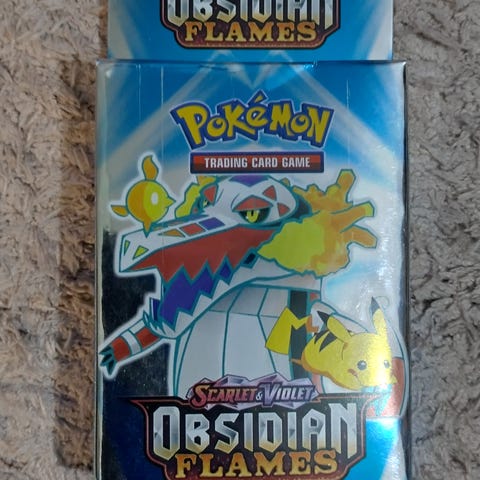 OBSIDIAN
FLAMES
POKéMON
TRADING CARD GAME
SCARLET & VIOLET
OBSIDIAN
FLAMES